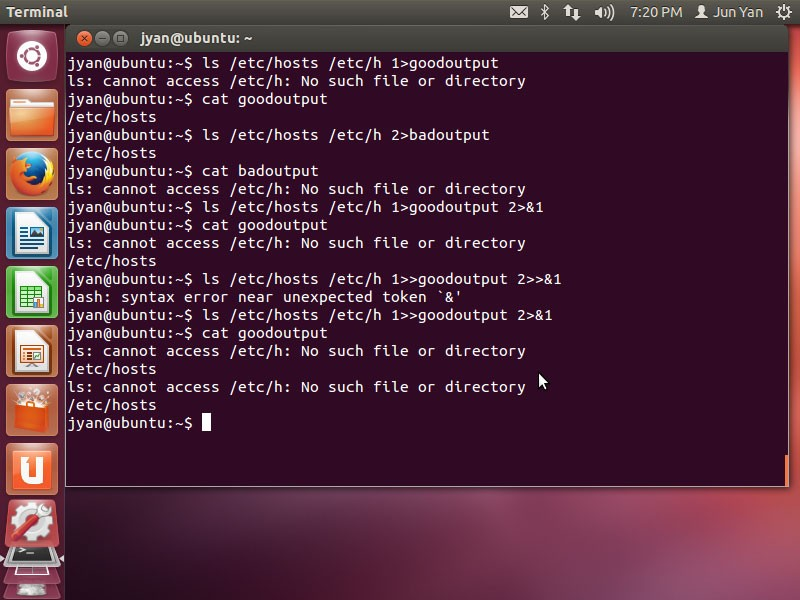 Terminal
7:20 PM
Jun Yan
jyan@ubuntu: ~
jyan@ubuntu:~$ ls /etc/hosts /etc/h 1>goodoutput
ls: cannot access /etc/h: No such file or directory
jyan@ubuntu:~$ cat goodoutput
/etc/hosts
jyan@ubuntu:~$ ls /etc/hosts /etc/h 2>badoutput
/etc/hosts
jyan@ubuntu:~$ cat badoutput
ls: cannot access /etc/h: No such file or directory
jyan@ubuntu:~$ ls /etc/hosts /etc/h 1>goodoutput 2>&1
jyan@ubuntu:~$ cat goodoutput
ls: cannot access /etc/h: No such file or directory
/etc/hosts
jyan@ubuntu:~$ ls /etc/hosts /etc/h 1>>goodoutput 2>>&1
bash: syntax error near unexpected token `&'
jyan@ubuntu:~$ ls /etc/hosts /etc/h 1>>goodoutput 2>&1
jyan@ubuntu:~$ cat goodoutput
ls: cannot access /etc/h: No such file or directory
/etc/hosts
ls: cannot access /etc/h: No such file or directory
/etc/hosts
jyan@ubuntu:~$